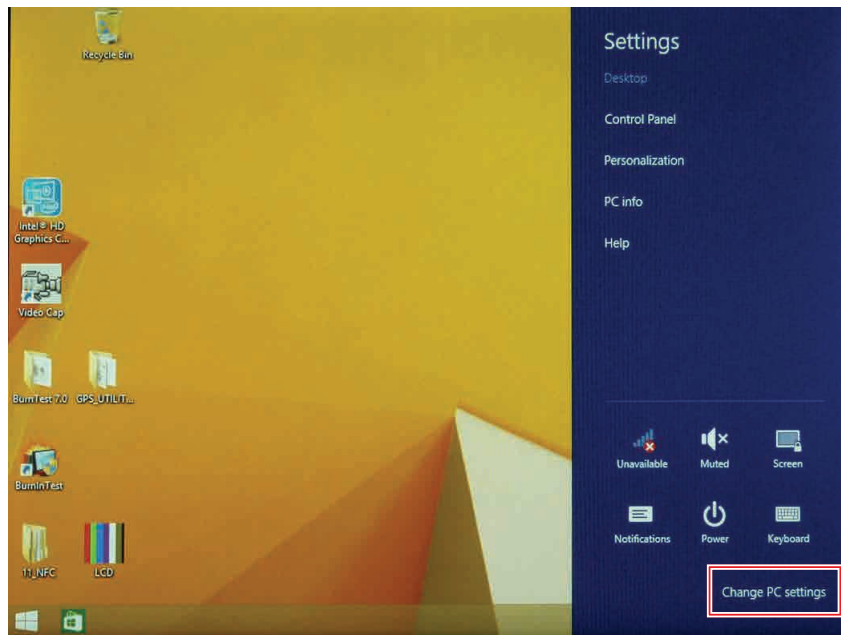 Recycle Bin
Intel® HD
Graphics C...
Video Cap
BurnTest 7.0
GPS_UTILIT...
BurnInTest
11_NFC
LCD
Settings
Desktop
Control Panel
Personalization
PC info
Help
Unavailable
Muted
Screen
Notifications
Power
Keyboard
Change PC settings